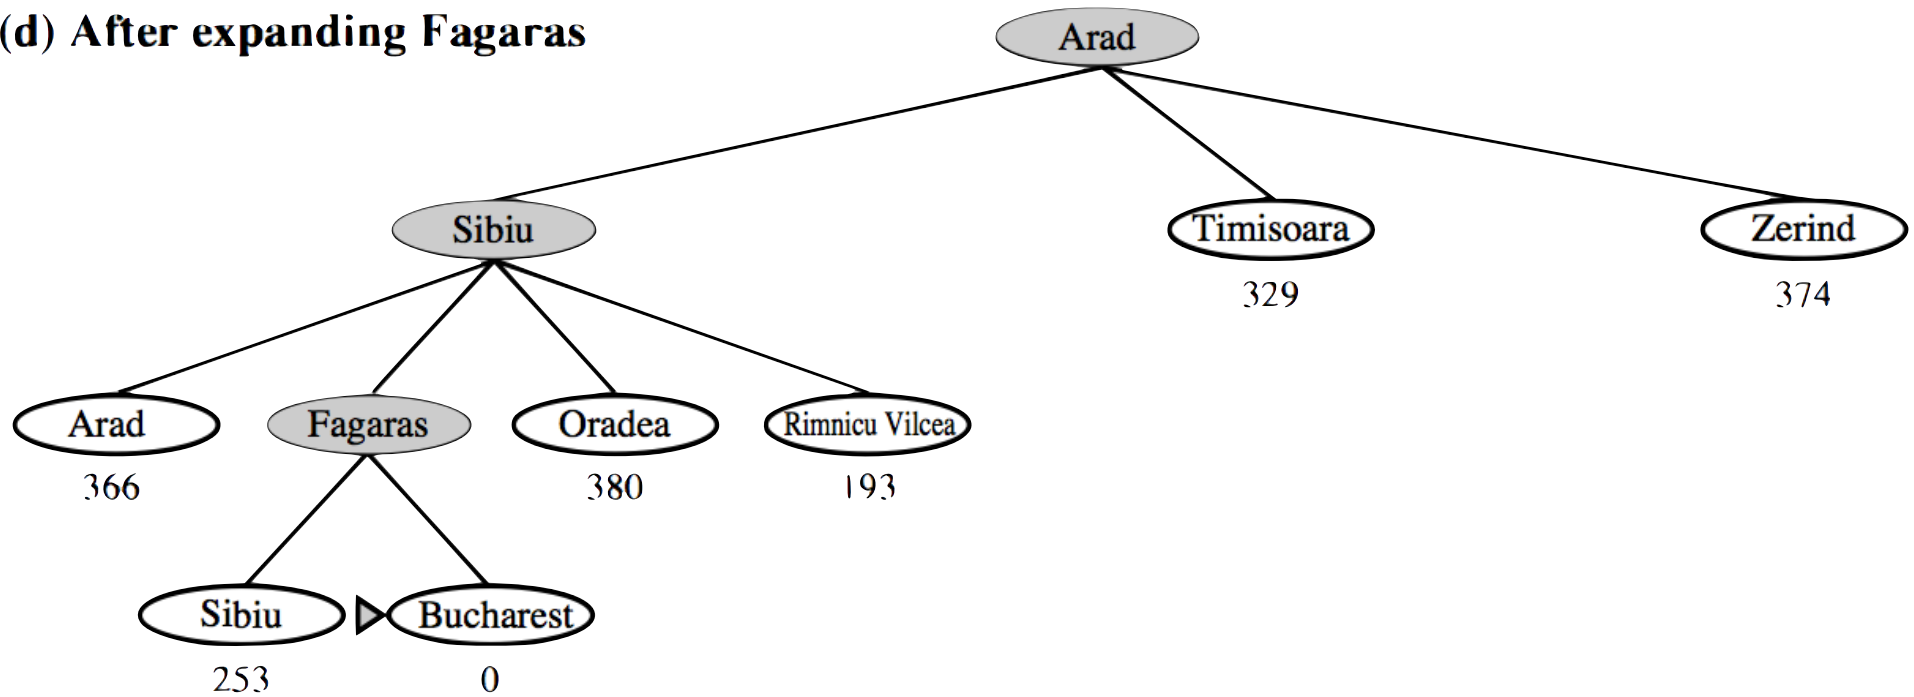 (d) After expanding Fagaras
Arad
Sibiu
Timisoara
Zerind
329
374
Arad
Fagaras
Oradea
Rimnicu Vilcea
366
380
193
Sibiu
Bucharest
253
0